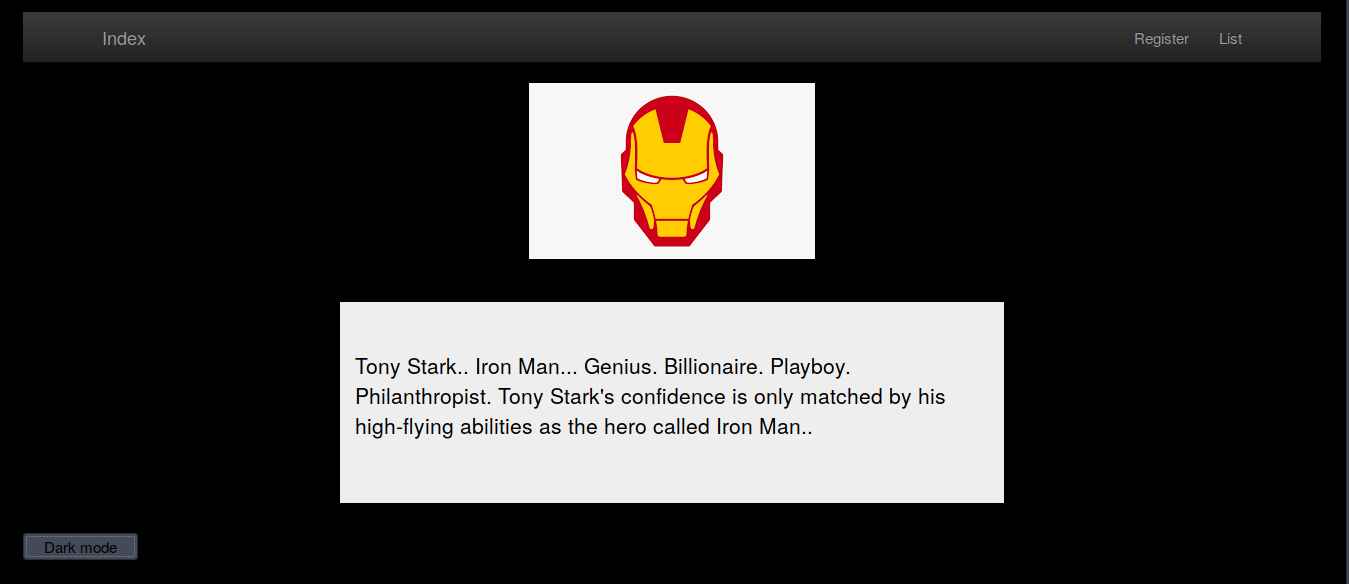 Index
Register
List
Tony Stark.. Iron Man... Genius. Billionaire. Playboy.
Philanthropist. Tony Stark's confidence is only matched by his
high-flying abilities as the hero called Iron Man..
Dark mode